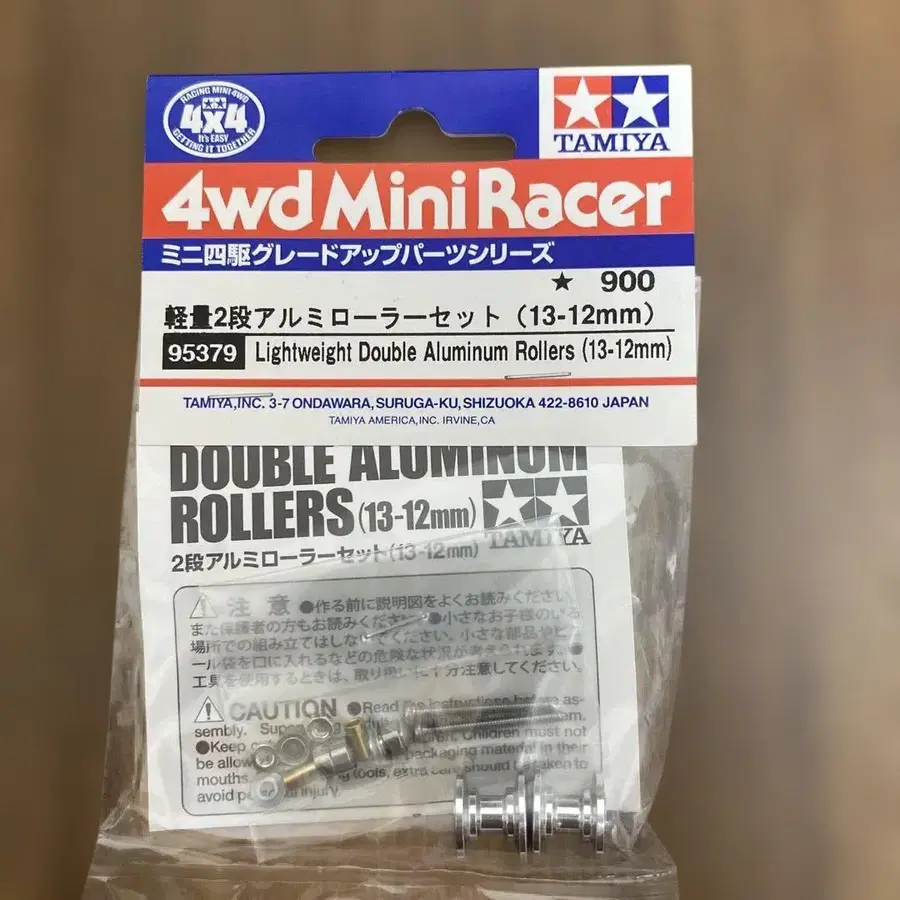 RACING MINI 4WD
4x4
It's EASY
GETTING IT TOGETHER
TAMIYA
4wd Mini Racer
ミニ四駆グレードアップパーツシリーズ
★ 900
軽量2段アルミローラーセット(13-12mm)
95379 Lightweight Double Aluminum Rollers (13-12mm)
TAMIYA,INC. 3-7 ONDAWARA,SURUGA-KU,SHIZUOKA 422-8610 JAPAN
TAMIYA AMERICA,INC. IRVINE,CA
DOUBLE ALUMINUM
ROLLERS (13-12mm)
TAMIYA
2段アルミローラーセット(13-12mm)
注意 ●作る前に説明図をよくお読みください。
また保護者の方もお読みください。●小さなお子様のいる
場所での組み立てはしないでください。小さな部品やビニ
ール袋を口に入れるなどの危険な状況が考えられます。●
工具を使用するときは、取り扱いに十分注意してください。
CAUTION ●Read the instructions before as-
sembly. children. Children must not
●Keep packaging material in their
be allowed
mouths. tools, extra care should be taken to
avoid injury.